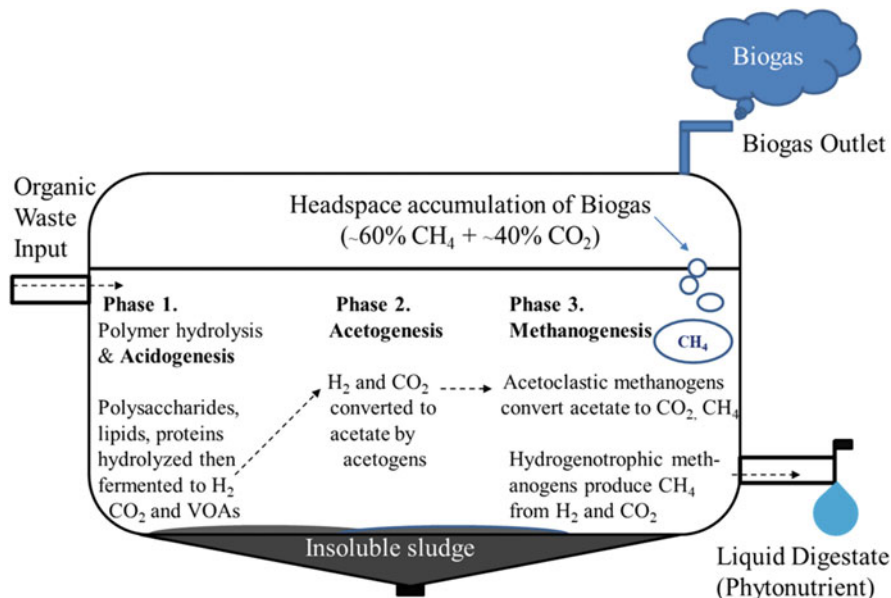 Biogas
Biogas Outlet
Organic
Waste
Input
Headspace accumulation of Biogas
(~60% CH₄ + ~40% CO₂)
Phase 1.
Polymer hydrolysis
& Acidogenesis
Polysaccharides,
lipids, proteins
hydrolyzed then
fermented to H₂
CO₂ and VOAs
Phase 2.
Acetogenesis
H₂ and CO₂
converted to
acetate by
acetogens
Phase 3.
Methanogenesis
CH₄
Acetoclastic methanogens
convert acetate to CO₂, CH₄
Hydrogenotrophic meth-
anogens produce CH₄
from H₂ and CO₂
Insoluble sludge
Liquid Digestate
(Phytonutrient)